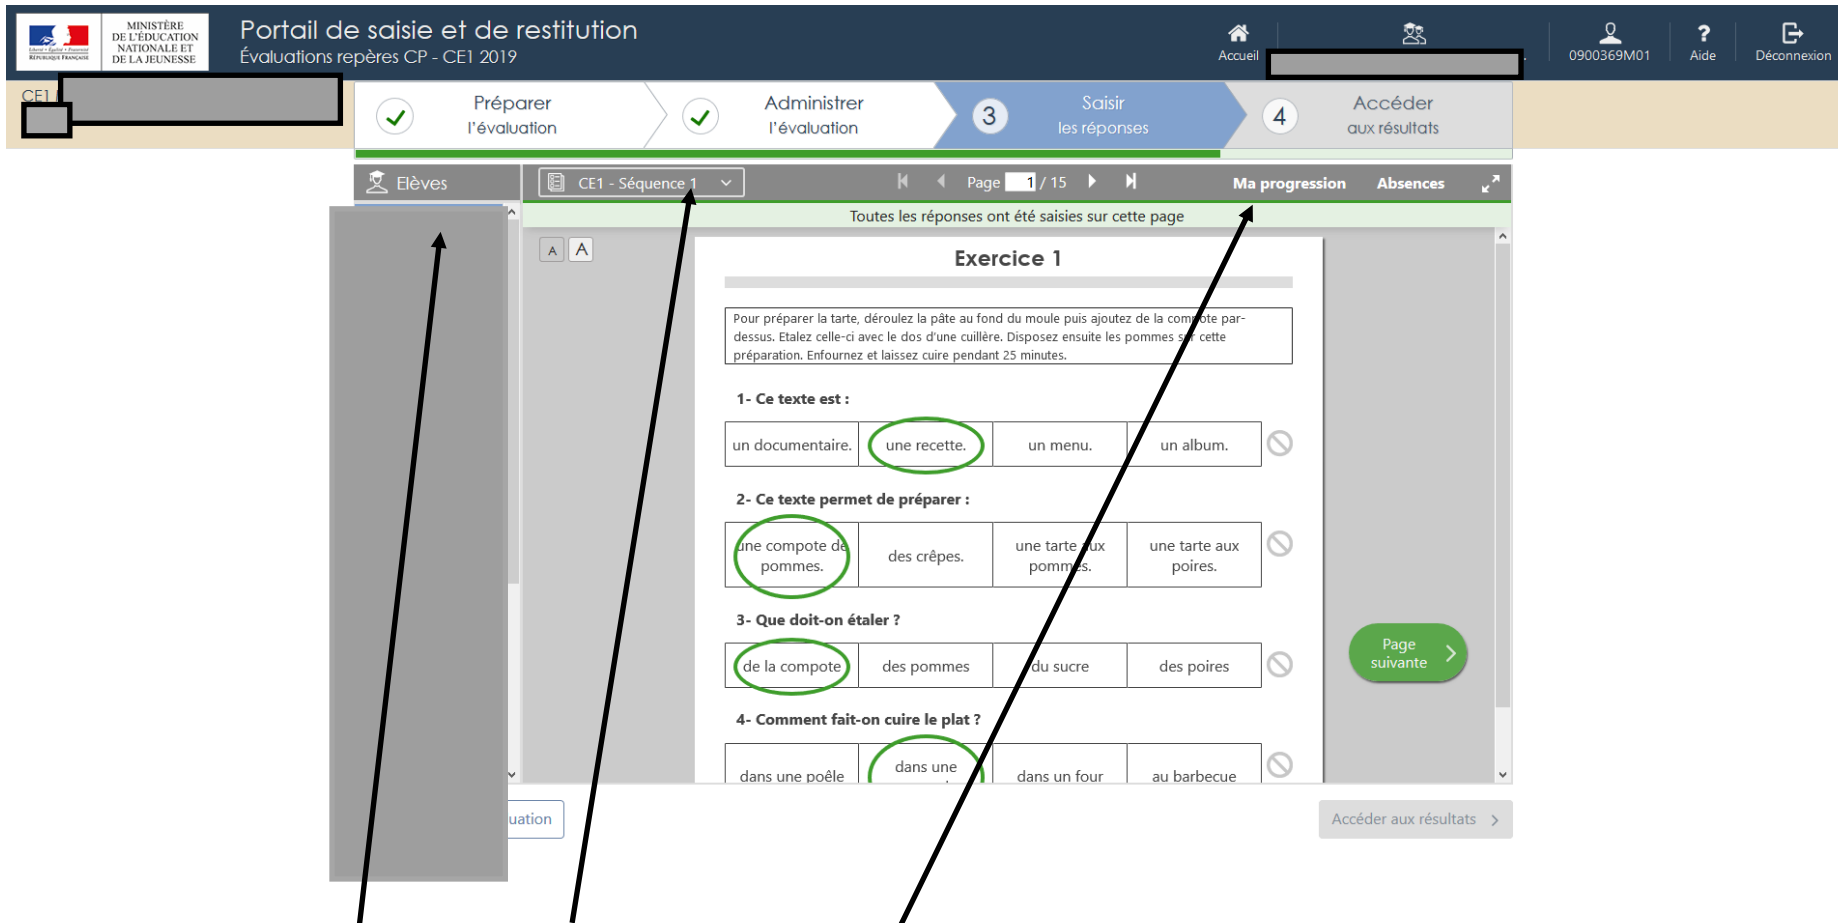 MINISTÈRE
DE L'ÉDUCATION
NATIONALE ET
DE LA JEUNESSE
Liberté • Égalité • Fraternité
RÉPUBLIQUE FRANÇAISE
Portail de saisie et de restitution
Évaluations repères CP - CE1 2019
Accueil
0900369M01
? Aide
Déconnexion
CE1
Préparer
l'évaluation
Administrer
l'évaluation
3 Saisir
les réponses
4 Accéder
aux résultats
Elèves
CE1 - Séquence 1
Page 1 / 15
Ma progression
Absences
Toutes les réponses ont été saisies sur cette page
A A
Exercice 1
Pour préparer la tarte, déroulez la pâte au fond du moule puis ajoutez de la compote par-
dessus. Etalez celle-ci avec le dos d'une cuillère. Disposez ensuite les pommes sur cette
préparation. Enfournez et laissez cuire pendant 25 minutes.
1- Ce texte est :
un documentaire. une recette. un menu. un album.
2- Ce texte permet de préparer :
une compote de pommes. des crêpes. une tarte aux pommes. une tarte aux poires.
3- Que doit-on étaler ?
de la compote des pommes du sucre des poires
Page
suivante
4- Comment fait-on cuire le plat ?
dans une poêle dans une dans un four au barbecue
uation
Accéder aux résultats